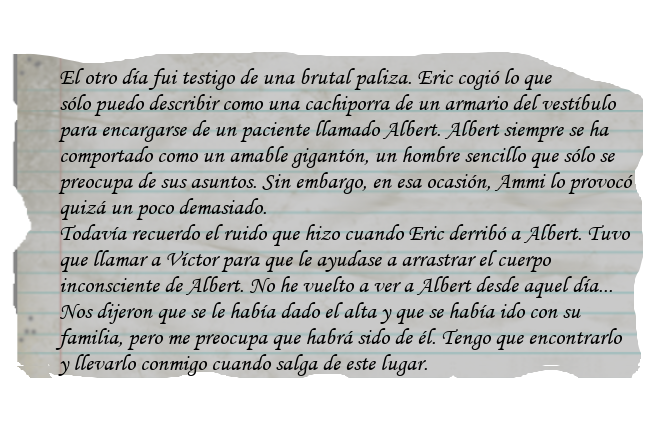 El otro día fui testigo de una brutal paliza. Eric cogió lo que
sólo puedo describir como una cachiporra de un armario del vestíbulo
para encargarse de un paciente llamado Albert. Albert siempre se ha
comportado como un amable gigantón, un hombre sencillo que sólo se
preocupa de sus asuntos. Sin embargo, en esa ocasión, Ammi lo provocó
quizá un poco demasiado.
Todavía recuerdo el ruido que hizo cuando Eric derribó a Albert. Tuvo
que llamar a Victor para que le ayudase a arrastrar el cuerpo
inconsciente de Albert. No he vuelto a ver a Albert desde aquel día...
Nos dijeron que se le había dado el alta y que se había ido con su
familia, pero me preocupa que habrá sido de él. Tengo que encontrarlo
y llevarlo conmigo cuando salga de este lugar.